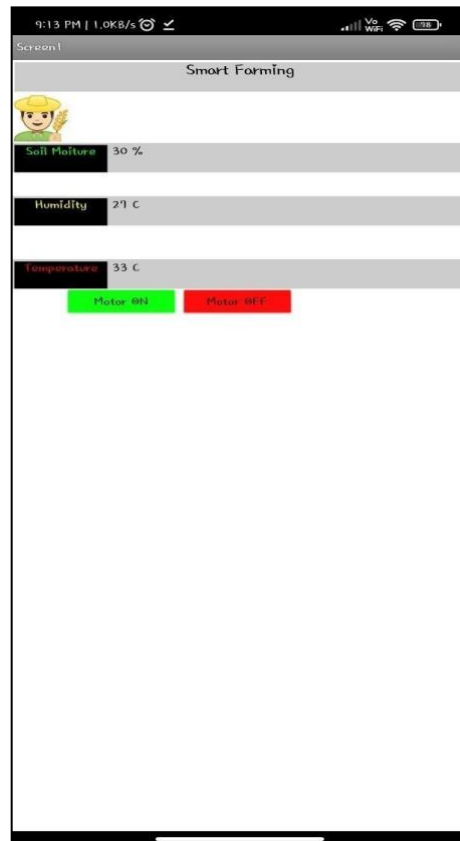 9:13 PM | 1.0KB/s
Vo WiFi 98
Screen1
Smart Farming
Soil Moiture 30 %
Humidity 27 C
Temperature 33 C
Motor ON Motor OFF